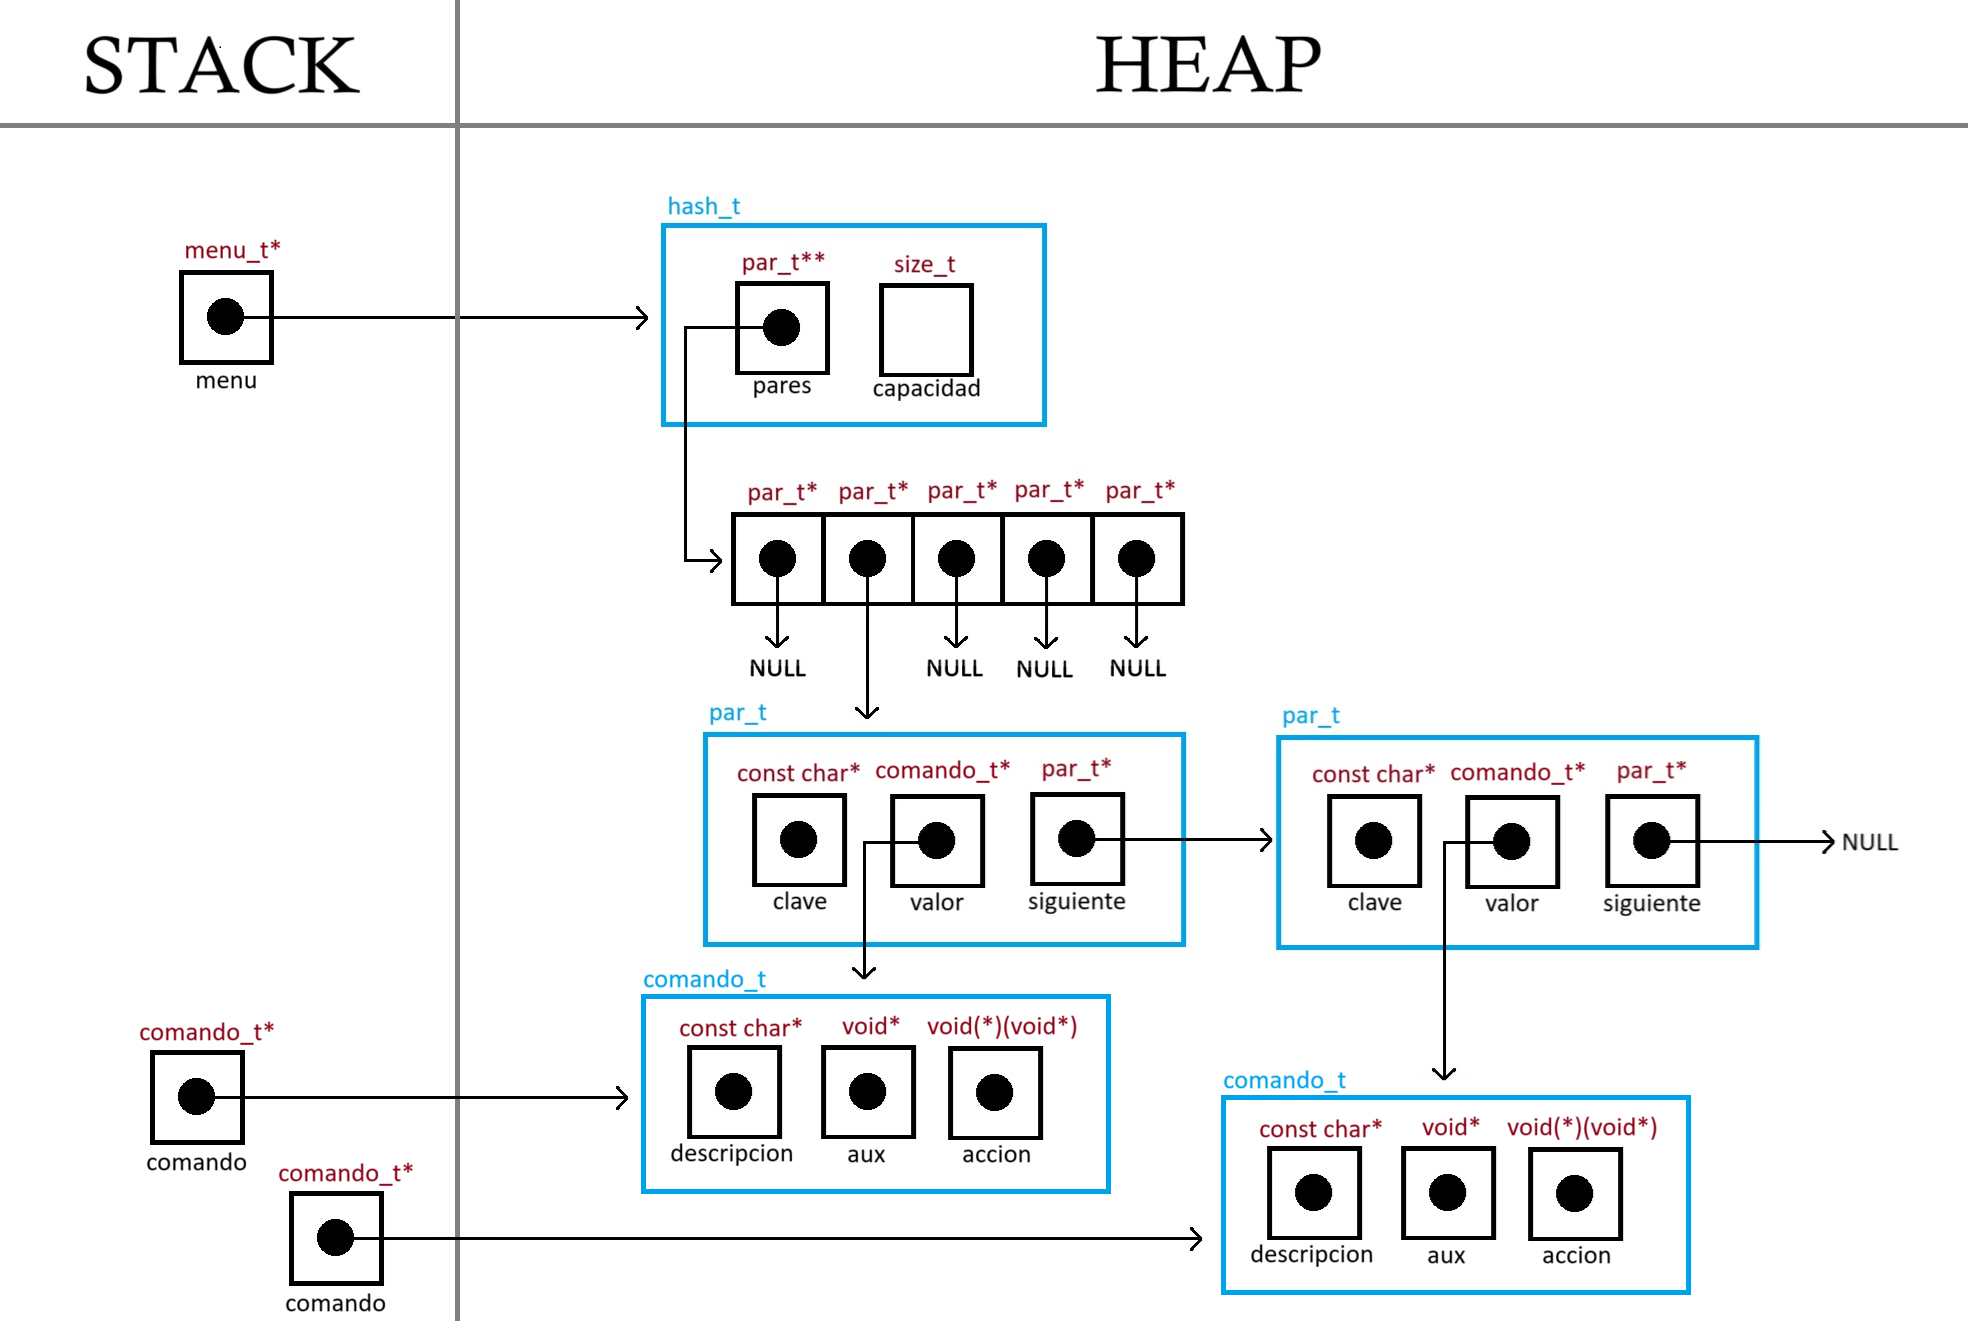 STACK
HEAP
hash_t
menu_t*
par_t** size_t
menu
pares capacidad
par_t* par_t* par_t* par_t* par_t*
NULL NULL NULL NULL
par_t
par_t
const char* comando_t* par_t*
const char* comando_t* par_t*
NULL
clave valor siguiente
clave valor siguiente
comando_t
comando_t*
const char* void* void(*)(void*)
comando_t
descripcion aux accion
comando
const char* void* void(*)(void*)
comando_t*
descripcion aux accion
comando